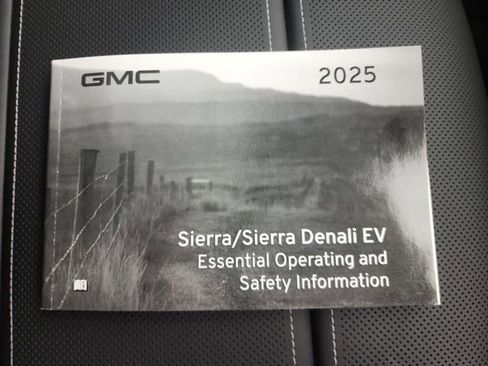 GMC 2025
Sierra/Sierra Denali EV
Essential Operating and
Safety Information